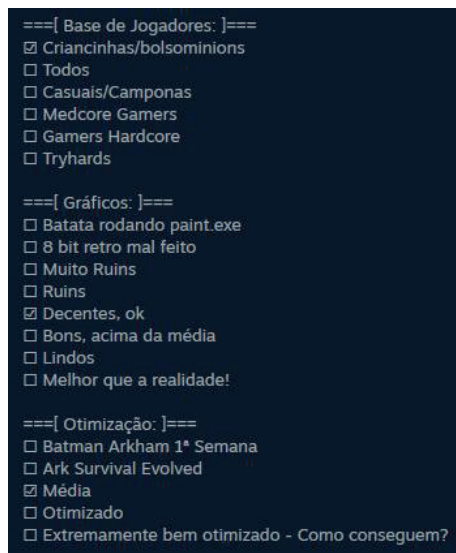 ===[ Base de Jogadores: ]===
☑ Criancinhas/bolsominions
☐ Todos
☐ Casuais/Camponas
☐ Medcore Gamers
☐ Gamers Hardcore
☐ Tryhards
===[ Gráficos: ]===
☐ Batata rodando paint.exe
☐ 8 bit retro mal feito
☐ Muito Ruins
☐ Ruins
☑ Decentes, ok
☐ Bons, acima da média
☐ Lindos
☐ Melhor que a realidade!
===[ Otimização: ]===
☐ Batman Arkham 1ª Semana
☐ Ark Survival Evolved
☑ Média
☐ Otimizado
☐ Extremamente bem otimizado - Como conseguem?